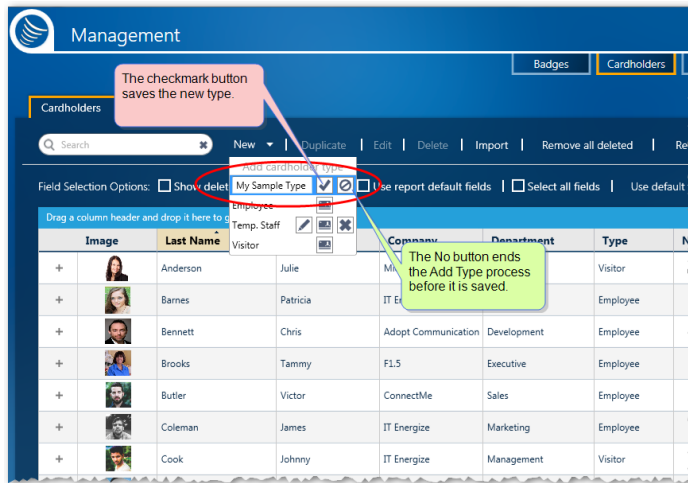 Management
Badges
Cardholders
The checkmark button
saves the new type.
Cardholders
Search
New
Duplicate
Edit
Delete
Import
Remove all deleted
Re
Add cardholder type
Field Selection Options:
Show delet
My Sample Type
Use report default fields
Select all fields
Use default
Employee
Temp. Staff
Visitor
Drag a column header and drop it here to g
Image
Last Name
Company
Department
Type
N
The No button ends
the Add Type process
before it is saved.
Anderson Julie Mi Visitor
Barnes Patricia IT En Employee
Bennett Chris Adopt Communication Development Employee
Brooks Tammy F1.5 Executive Employee
Butler Victor ConnectMe Sales Employee
Coleman James IT Energize Marketing Employee
Cook Johnny IT Energize Management Visitor